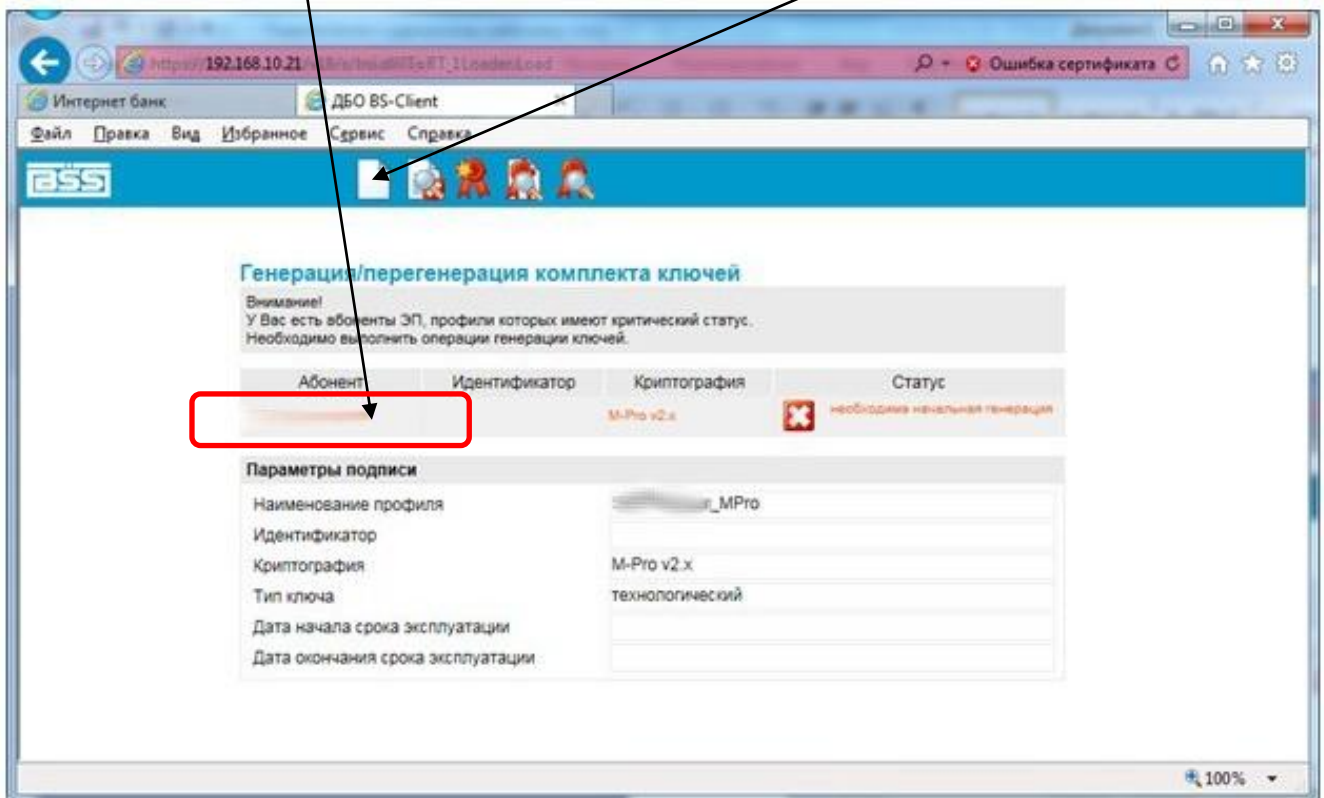 https://192.168.10.21
Ошибка сертификата
Интернет банк
ДБО BS-Client
Файл Правка Вид Избранное Сервис Справка
BSS
Генерация/перегенерация комплекта ключей
Внимание!
У Вас есть абоненты ЭП, профили которых имеют критический статус.
Необходимо выполнить операции генерации ключей.
Абонент Идентификатор Криптография Статус
M-Pro v2.x необходима начальная генерация
Параметры подписи
Наименование профиля _MPro
Идентификатор
Криптография M-Pro v2.x
Тип ключа технологический
Дата начала срока эксплуатации
Дата окончания срока эксплуатации
100%